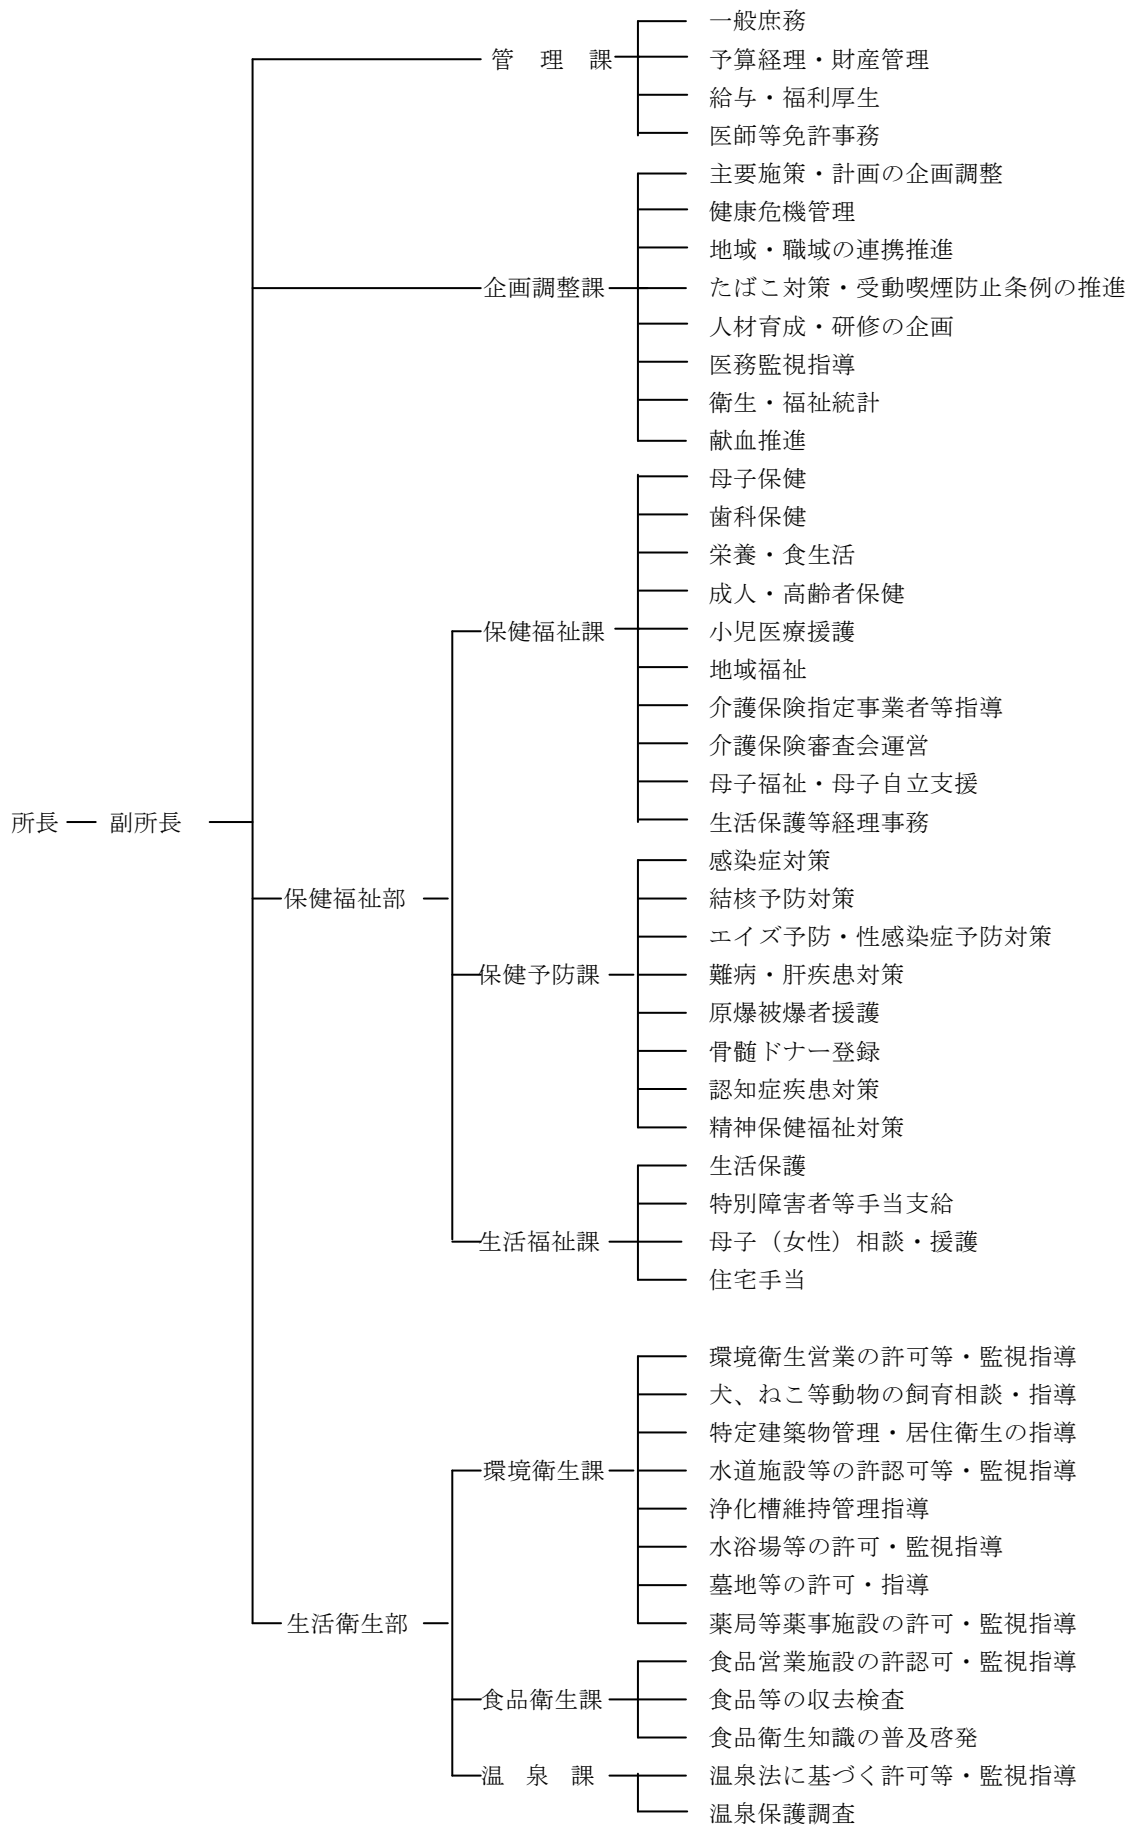 一般庶務
管　理　課
予算経理・財産管理
給与・福利厚生
医師等免許事務
主要施策・計画の企画調整
健康危機管理
地域・職域の連携推進
企画調整課
たばこ対策・受動喫煙防止条例の推進
人材育成・研修の企画
医務監視指導
衛生・福祉統計
献血推進
母子保健
歯科保健
栄養・食生活
成人・高齢者保健
保健福祉課
小児医療援護
地域福祉
介護保険指定事業者等指導
介護保険審査会運営
母子福祉・母子自立支援
所長
副所長
生活保護等経理事務
感染症対策
保健福祉部
結核予防対策
エイズ予防・性感染症予防対策
保健予防課
難病・肝疾患対策
原爆被爆者援護
骨髄ドナー登録
認知症疾患対策
精神保健福祉対策
生活保護
特別障害者等手当支給
生活福祉課
母子（女性）相談・援護
住宅手当
環境衛生営業の許可等・監視指導
犬、ねこ等動物の飼育相談・指導
特定建築物管理・居住衛生の指導
環境衛生課
水道施設等の許認可等・監視指導
浄化槽維持管理指導
水浴場等の許可・監視指導
墓地等の許可・指導
生活衛生部
薬局等薬事施設の許可・監視指導
食品営業施設の許認可・監視指導
食品衛生課
食品等の収去検査
食品衛生知識の普及啓発
温　泉　課
温泉法に基づく許可等・監視指導
温泉保護調査